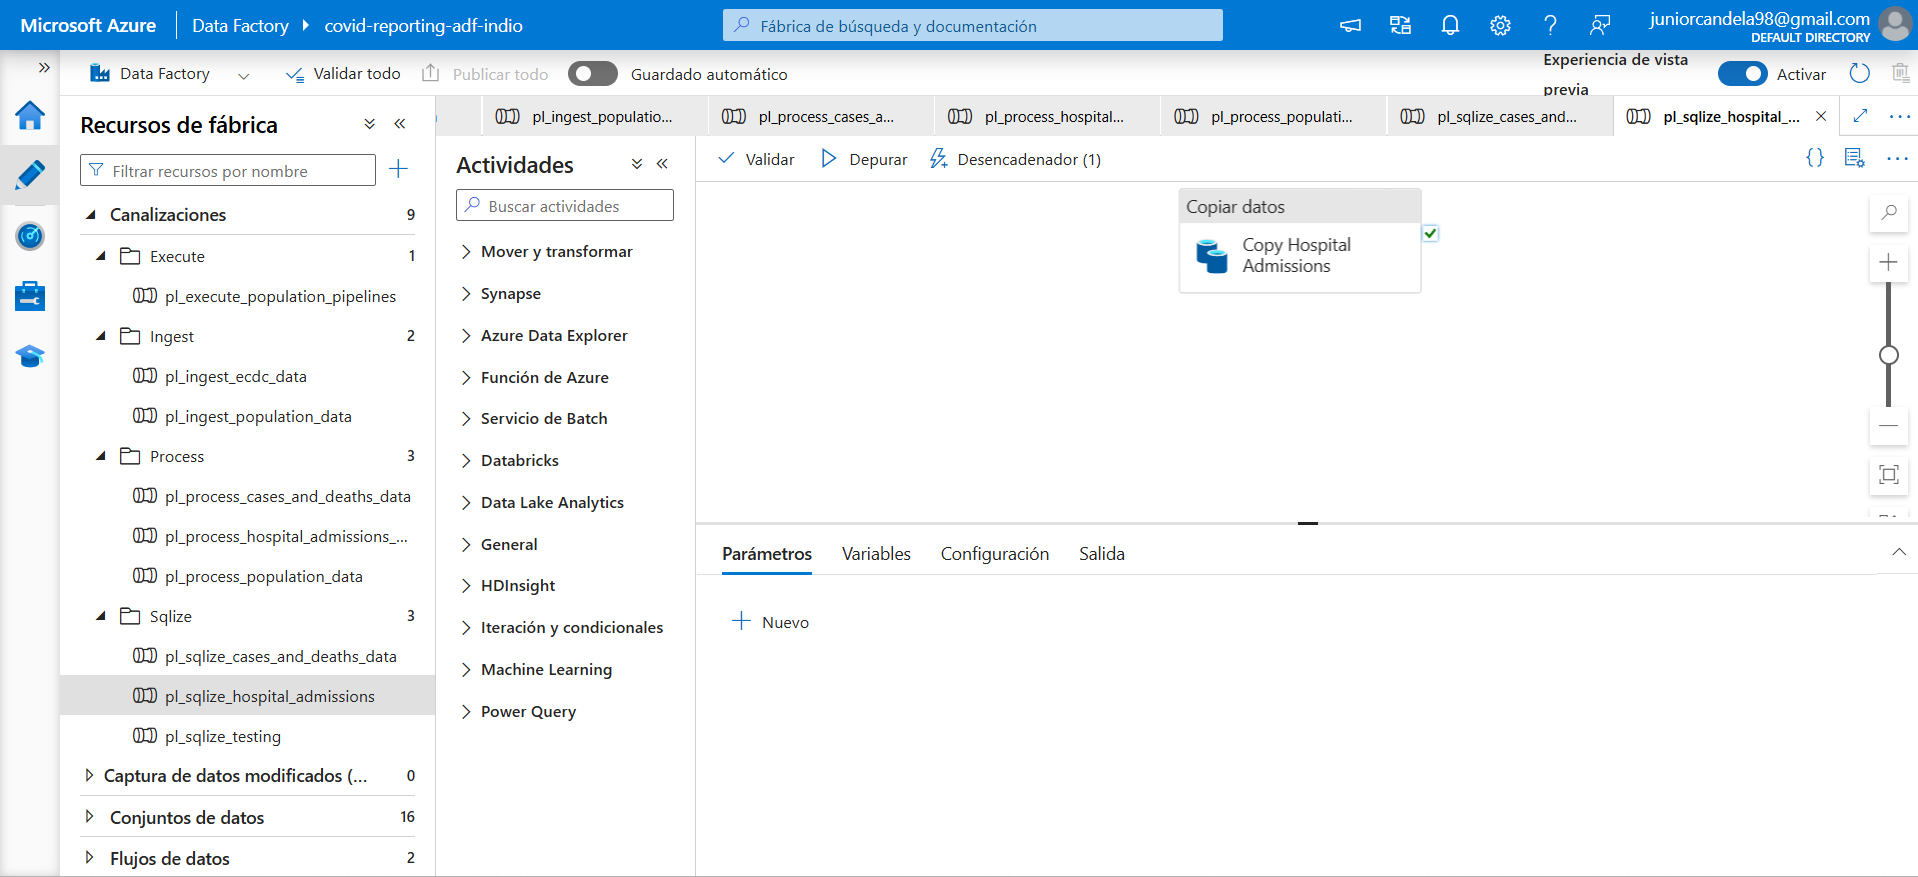 Microsoft Azure
Data Factory
covid-reporting-adf-indio
Fábrica de búsqueda y documentación
juniorcandela98@gmail.com
DEFAULT DIRECTORY
Data Factory
Validar todo
Publicar todo
Guardado automático
Experiencia de vista
previa
Activar
Recursos de fábrica
Filtrar recursos por nombre
Canalizaciones 9
Execute 1
pl_execute_population_pipelines
Ingest 2
pl_ingest_ecdc_data
pl_ingest_population_data
Process 3
pl_process_cases_and_deaths_data
pl_process_hospital_admissions_...
pl_process_population_data
Sqlize 3
pl_sqlize_cases_and_deaths_data
pl_sqlize_hospital_admissions
pl_sqlize_testing
Captura de datos modificados (... 0
Conjuntos de datos 16
Flujos de datos 2
pl_ingest_populatio...
pl_process_cases_a...
pl_process_hospital...
pl_process_populati...
pl_sqlize_cases_and...
pl_sqlize_hospital_...
Actividades
Buscar actividades
Mover y transformar
Synapse
Azure Data Explorer
Función de Azure
Servicio de Batch
Databricks
Data Lake Analytics
General
HDInsight
Iteración y condicionales
Machine Learning
Power Query
Validar
Depurar
Desencadenador (1)
Copiar datos
Copy Hospital
Admissions
Parámetros
Variables
Configuración
Salida
Nuevo